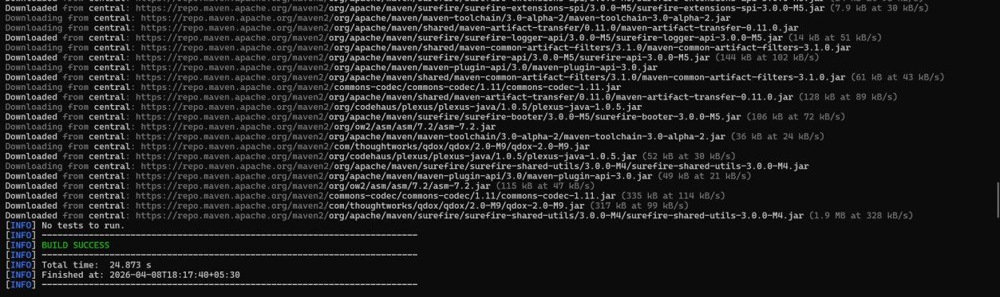 Downloaded from central: https://repo.maven.apache.org/maven2/org/apache/maven/surefire/surefire-extensions-spi/3.0.0-M5/surefire-extensions-spi-3.0.0-M5.jar (7.9 kB at 30 kB/s)
Downloading from central: https://repo.maven.apache.org/maven2/org/apache/maven/maven-toolchain/3.0-alpha-2/maven-toolchain-3.0-alpha-2.jar
Downloading from central: https://repo.maven.apache.org/maven2/org/apache/maven/shared/maven-artifact-transfer/0.11.0/maven-artifact-transfer-0.11.0.jar
Downloaded from central: https://repo.maven.apache.org/maven2/org/apache/maven/surefire/surefire-logger-api/3.0.0-M5/surefire-logger-api-3.0.0-M5.jar (14 kB at 51 kB/s)
Downloading from central: https://repo.maven.apache.org/maven2/org/apache/maven/shared/maven-common-artifact-filters/3.1.0/maven-common-artifact-filters-3.1.0.jar
Downloaded from central: https://repo.maven.apache.org/maven2/org/apache/maven/surefire/surefire-api/3.0.0-M5/surefire-api-3.0.0-M5.jar (144 kB at 102 kB/s)
Downloading from central: https://repo.maven.apache.org/maven2/org/apache/maven/maven-plugin-api/3.0/maven-plugin-api-3.0.jar
Downloaded from central: https://repo.maven.apache.org/maven2/org/apache/maven/shared/maven-common-artifact-filters/3.1.0/maven-common-artifact-filters-3.1.0.jar (61 kB at 43 kB/s)
Downloading from central: https://repo.maven.apache.org/maven2/commons-codec/commons-codec/1.11/commons-codec-1.11.jar
Downloaded from central: https://repo.maven.apache.org/maven2/org/apache/maven/shared/maven-artifact-transfer/0.11.0/maven-artifact-transfer-0.11.0.jar (128 kB at 89 kB/s)
Downloading from central: https://repo.maven.apache.org/maven2/org/codehaus/plexus/plexus-java/1.0.5/plexus-java-1.0.5.jar
Downloaded from central: https://repo.maven.apache.org/maven2/org/apache/maven/surefire/surefire-booter/3.0.0-M5/surefire-booter-3.0.0-M5.jar (106 kB at 72 kB/s)
Downloading from central: https://repo.maven.apache.org/maven2/org/ow2/asm/asm/7.2/asm-7.2.jar
Downloaded from central: https://repo.maven.apache.org/maven2/org/apache/maven/maven-toolchain/3.0-alpha-2/maven-toolchain-3.0-alpha-2.jar (36 kB at 24 kB/s)
Downloading from central: https://repo.maven.apache.org/maven2/com/thoughtworks/qdox/qdox/2.0-M9/qdox-2.0-M9.jar
Downloaded from central: https://repo.maven.apache.org/maven2/org/codehaus/plexus/plexus-java/1.0.5/plexus-java-1.0.5.jar (52 kB at 30 kB/s)
Downloading from central: https://repo.maven.apache.org/maven2/org/apache/maven/surefire/surefire-shared-utils/3.0.0-M4/surefire-shared-utils-3.0.0-M4.jar
Downloaded from central: https://repo.maven.apache.org/maven2/org/apache/maven/maven-plugin-api/3.0/maven-plugin-api-3.0.jar (49 kB at 21 kB/s)
Downloaded from central: https://repo.maven.apache.org/maven2/org/ow2/asm/asm/7.2/asm-7.2.jar (115 kB at 47 kB/s)
Downloaded from central: https://repo.maven.apache.org/maven2/commons-codec/commons-codec/1.11/commons-codec-1.11.jar (335 kB at 114 kB/s)
Downloaded from central: https://repo.maven.apache.org/maven2/com/thoughtworks/qdox/qdox/2.0-M9/qdox-2.0-M9.jar (317 kB at 99 kB/s)
Downloaded from central: https://repo.maven.apache.org/maven2/org/apache/maven/surefire/surefire-shared-utils/3.0.0-M4/surefire-shared-utils-3.0.0-M4.jar (1.9 MB at 328 kB/s)
[INFO] No tests to run.
[INFO] ------------------------------------------------------------------------
[INFO] BUILD SUCCESS
[INFO] ------------------------------------------------------------------------
[INFO] Total time:  24.873 s
[INFO] Finished at: 2026-04-08T18:17:40+05:30
[INFO] ------------------------------------------------------------------------